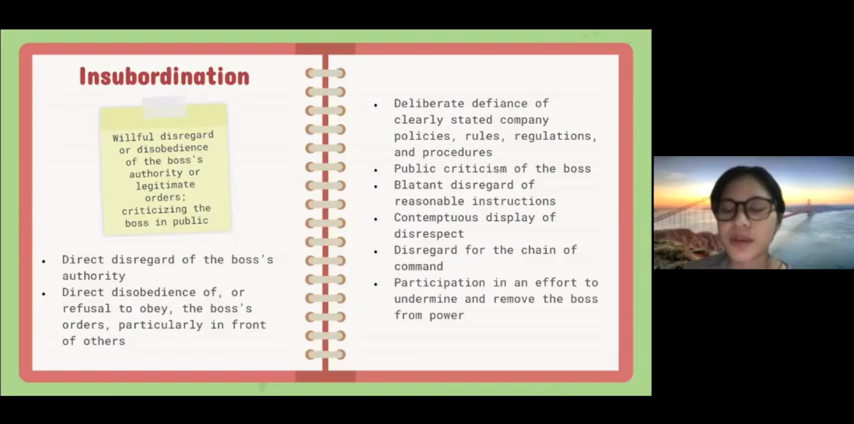 Insubordination
Willful disregard
or disobedience
of the boss's
authority or
legitimate
orders;
criticizing the
boss in public
• Direct disregard of the boss's
authority
• Direct disobedience of, or
refusal to obey, the boss's
orders, particularly in front
of others
• Deliberate defiance of
clearly stated company
policies, rules, regulations,
and procedures
• Public criticism of the boss
• Blatant disregard of
reasonable instructions
• Contemptuous display of
disrespect
• Disregard for the chain of
command
• Participation in an effort to
undermine and remove the boss
from power